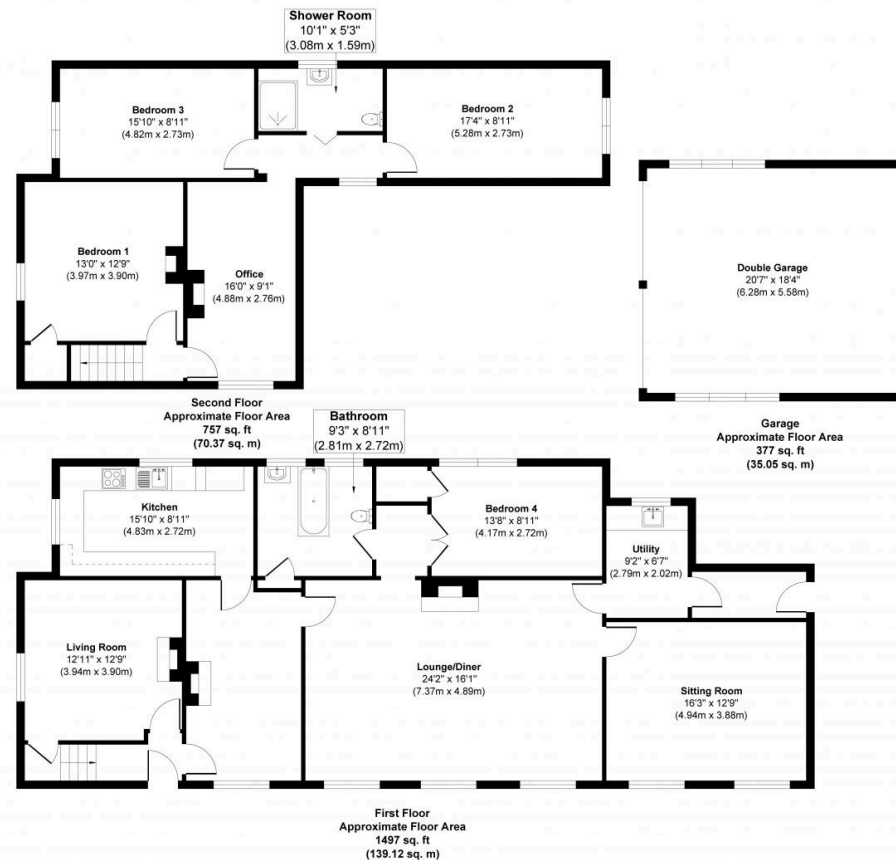 Shower Room
10'1" x 5'3"
(3.08m x 1.59m)
Bedroom 3
15'10" x 8'11"
(4.82m x 2.73m)
Bedroom 2
17'4" x 8'11"
(5.28m x 2.73m)
Bedroom 1
13'0" x 12'9"
(3.97m x 3.90m)
Office
16'0" x 9'1"
(4.88m x 2.76m)
Double Garage
20'7" x 18'4"
(6.28m x 5.58m)
Second Floor
Approximate Floor Area
757 sq. ft
(70.37 sq. m)
Garage
Approximate Floor Area
377 sq. ft
(35.05 sq. m)
Bathroom
9'3" x 8'11"
(2.81m x 2.72m)
Kitchen
15'10" x 8'11"
(4.83m x 2.72m)
Bedroom 4
13'8" x 8'11"
(4.17m x 2.72m)
Utility
9'2" x 6'7"
(2.79m x 2.02m)
Living Room
12'11" x 12'9"
(3.94m x 3.90m)
Lounge/Diner
24'2" x 16'1"
(7.37m x 4.89m)
Sitting Room
16'3" x 12'9"
(4.94m x 3.88m)
First Floor
Approximate Floor Area
1497 sq. ft
(139.12 sq. m)